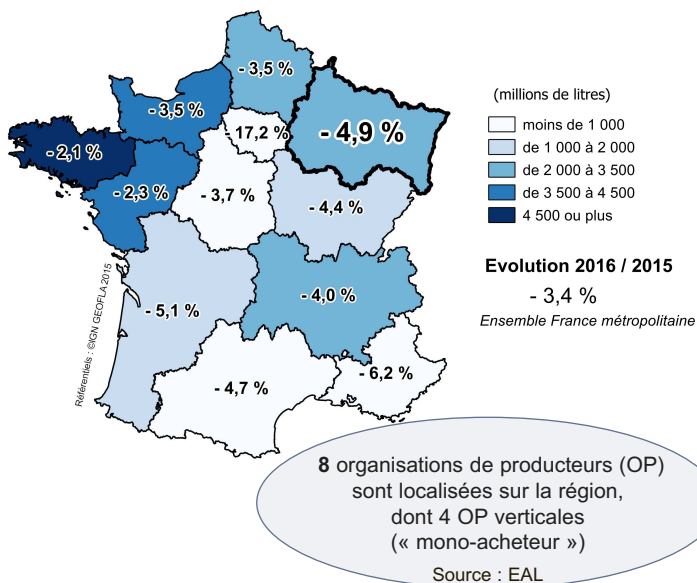 - 3,5 %
- 3,5 %
17,2 %
- 4,9 %
- 2,1 %
- 2,3 %
- 3,7 %
- 4,4 %
- 5,1 %
- 4,0 %
- 4,7 %
- 6,2 %
Référentiels : ©IGN GEOFLA 2015
(millions de litres)
moins de 1 000
de 1 000 à 2 000
de 2 000 à 3 500
de 3 500 à 4 500
4 500 ou plus
Evolution 2016 / 2015
- 3,4 %
Ensemble France métropolitaine
8 organisations de producteurs (OP)
sont localisées sur la région,
dont 4 OP verticales
(« mono-acheteur »)
Source : EAL